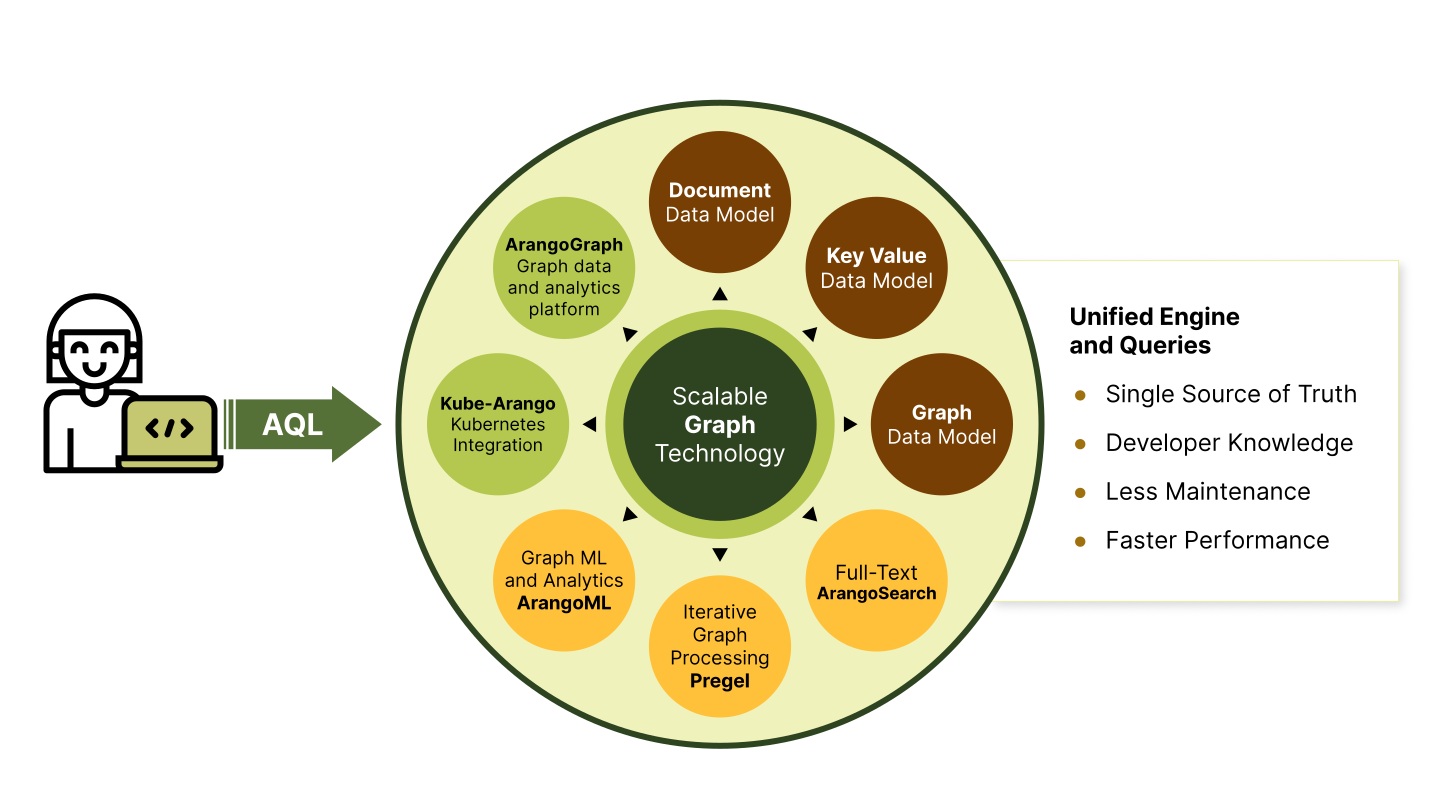 Document
Data Model
Key Value
Data Model
Graph
Data Model
Full-Text
ArangoSearch
Iterative
Graph
Processing
Pregel
Graph ML
and Analytics
ArangoML
Kube-Arango
Kubernetes
Integration
ArangoGraph
Graph data
and analytics
platform
Scalable
Graph
Technology
</>
AQL
Unified Engine
and Queries
Single Source of Truth
Developer Knowledge
Less Maintenance
Faster Performance